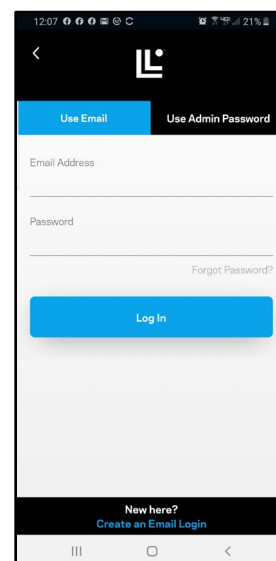 12:07
21%
Use Email
Use Admin Password
Email Address
Password
Forgot Password?
Log In
New here?
Create an Email Login